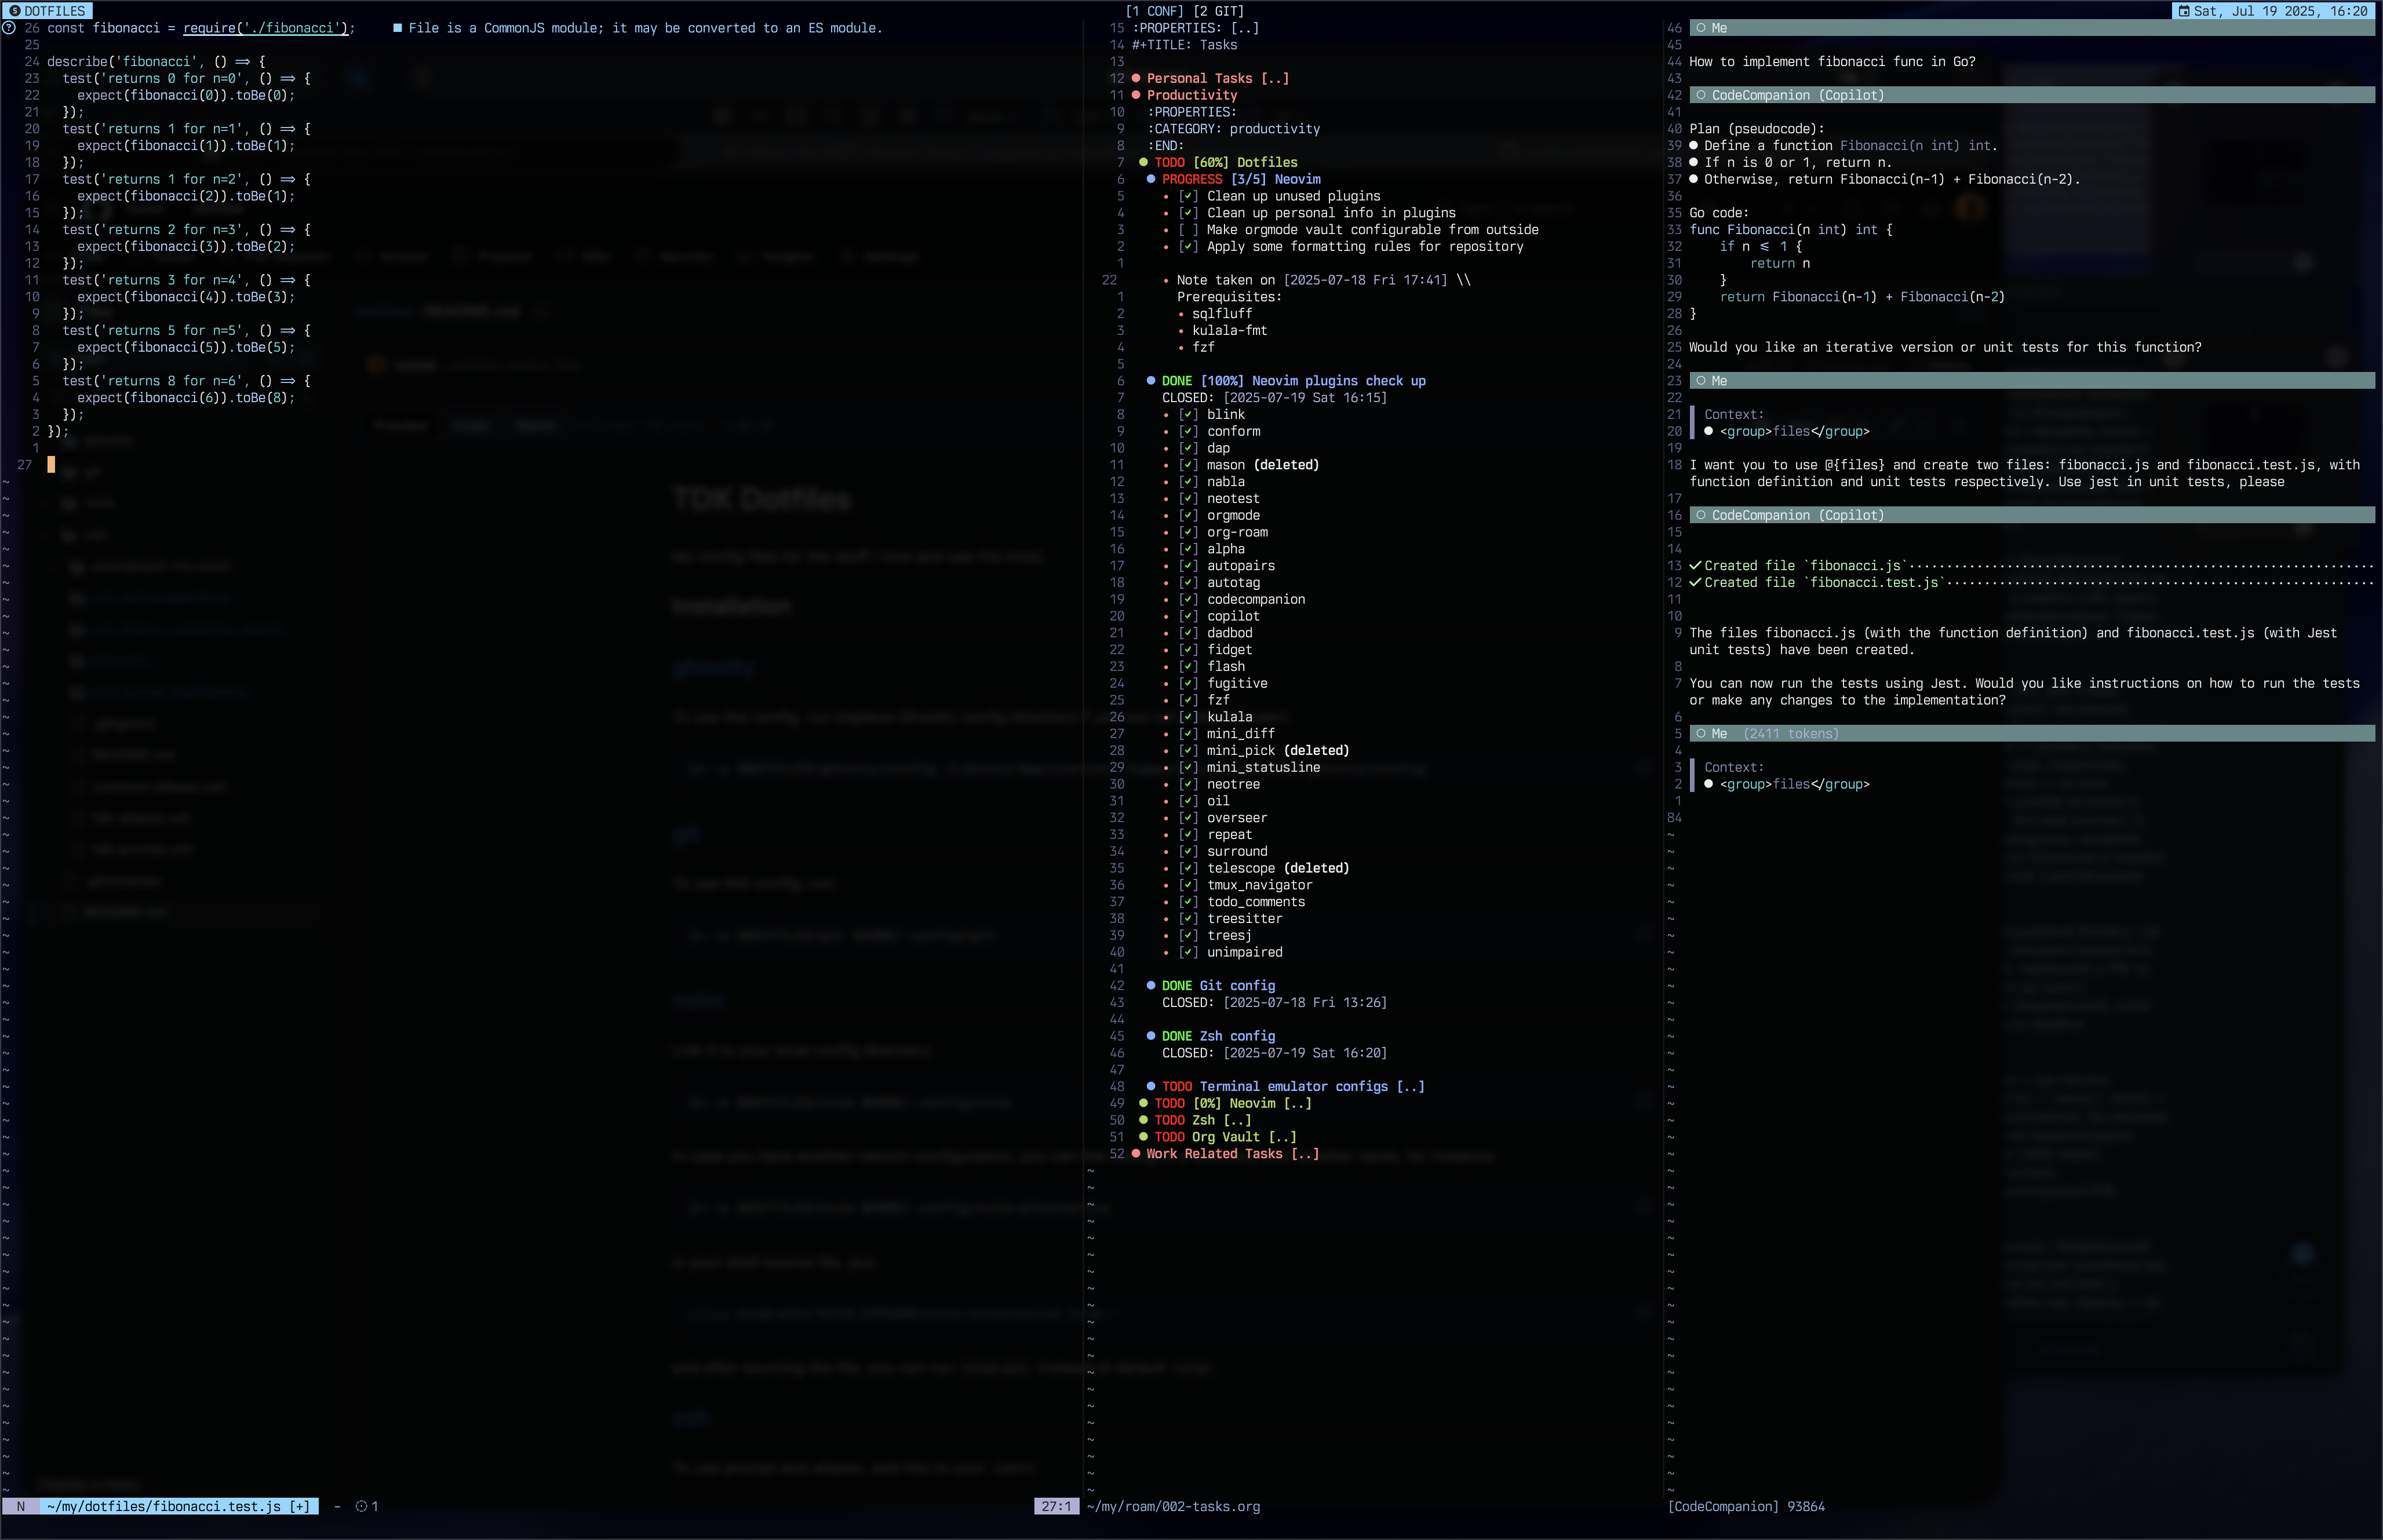 DOTFILES
[1 CONF] [2 GIT]
Sat, Jul 19 2025, 16:20
26 const fibonacci = require('./fibonacci'); ■ File is a CommonJS module; it may be converted to an ES module.
25
24 describe('fibonacci', () => {
23 test('returns 0 for n=0', () => {
22 expect(fibonacci(0)).toBe(0);
21 });
20 test('returns 1 for n=1', () => {
19 expect(fibonacci(1)).toBe(1);
18 });
17 test('returns 1 for n=2', () => {
16 expect(fibonacci(2)).toBe(1);
15 });
14 test('returns 2 for n=3', () => {
13 expect(fibonacci(3)).toBe(2);
12 });
11 test('returns 3 for n=4', () => {
10 expect(fibonacci(4)).toBe(3);
9 });
8 test('returns 5 for n=5', () => {
7 expect(fibonacci(5)).toBe(5);
6 });
5 test('returns 8 for n=6', () => {
4 expect(fibonacci(6)).toBe(8);
3 });
2 });
1
27
N ~/my/dotfiles/fibonacci.test.js [+] - 1 27:1
15 :PROPERTIES: [..]
14 #+TITLE: Tasks
13
12 ● Personal Tasks [..]
11 ● Productivity
10 :PROPERTIES:
9 :CATEGORY: productivity
8 :END:
7 ● TODO [60%] Dotfiles
6 ● PROGRESS [3/5] Neovim
5 • [✓] Clean up unused plugins
4 • [✓] Clean up personal info in plugins
3 • [ ] Make orgmode vault configurable from outside
2 • [✓] Apply some formatting rules for repository
1
22 • Note taken on [2025-07-18 Fri 17:41] \\
1 Prerequisites:
2 • sqlfluff
3 • kulala-fmt
4 • fzf
5
6 ● DONE [100%] Neovim plugins check up
7 CLOSED: [2025-07-19 Sat 16:15]
8 • [✓] blink
9 • [✓] conform
10 • [✓] dap
11 • [✓] mason (deleted)
12 • [✓] nabla
13 • [✓] neotest
14 • [✓] orgmode
15 • [✓] org-roam
16 • [✓] alpha
17 • [✓] autopairs
18 • [✓] autotag
19 • [✓] codecompanion
20 • [✓] copilot
21 • [✓] dadbod
22 • [✓] fidget
23 • [✓] flash
24 • [✓] fugitive
25 • [✓] fzf
26 • [✓] kulala
27 • [✓] mini_diff
28 • [✓] mini_pick (deleted)
29 • [✓] mini_statusline
30 • [✓] neotree
31 • [✓] oil
32 • [✓] overseer
33 • [✓] repeat
34 • [✓] surround
35 • [✓] telescope (deleted)
36 • [✓] tmux_navigator
37 • [✓] todo_comments
38 • [✓] treesitter
39 • [✓] treesj
40 • [✓] unimpaired
41
42 ● DONE Git config
43 CLOSED: [2025-07-18 Fri 13:26]
44
45 ● DONE Zsh config
46 CLOSED: [2025-07-19 Sat 16:20]
47
48 ● TODO Terminal emulator configs [..]
49 ● TODO [0%] Neovim [..]
50 ● TODO Zsh [..]
51 ● TODO Org Vault [..]
52 ● Work Related Tasks [..]
~/my/roam/002-tasks.org
46 ○ Me
45
44 How to implement fibonacci func in Go?
43
42 ○ CodeCompanion (Copilot)
41
40 Plan (pseudocode):
39 ● Define a function Fibonacci(n int) int.
38 ● If n is 0 or 1, return n.
37 ● Otherwise, return Fibonacci(n-1) + Fibonacci(n-2).
36
35 Go code:
33 func Fibonacci(n int) int {
32 if n <= 1 {
31 return n
30 }
29 return Fibonacci(n-1) + Fibonacci(n-2)
28 }
26
25 Would you like an iterative version or unit tests for this function?
24
23 ○ Me
22
21 Context:
20 ● <group>files</group>
19
18 I want you to use @{files} and create two files: fibonacci.js and fibonacci.test.js, with
function definition and unit tests respectively. Use jest in unit tests, please
17
16 ○ CodeCompanion (Copilot)
15
14
13 ✓ Created file `fibonacci.js`
12 ✓ Created file `fibonacci.test.js`
11
10
9 The files fibonacci.js (with the function definition) and fibonacci.test.js (with Jest
unit tests) have been created.
8
7 You can now run the tests using Jest. Would you like instructions on how to run the tests
or make any changes to the implementation?
6
5 ○ Me (2411 tokens)
4
3 Context:
2 ● <group>files</group>
1
84
[CodeCompanion] 93864
TDK Dotfiles
Installation
ghostty
git
nvim
zsh